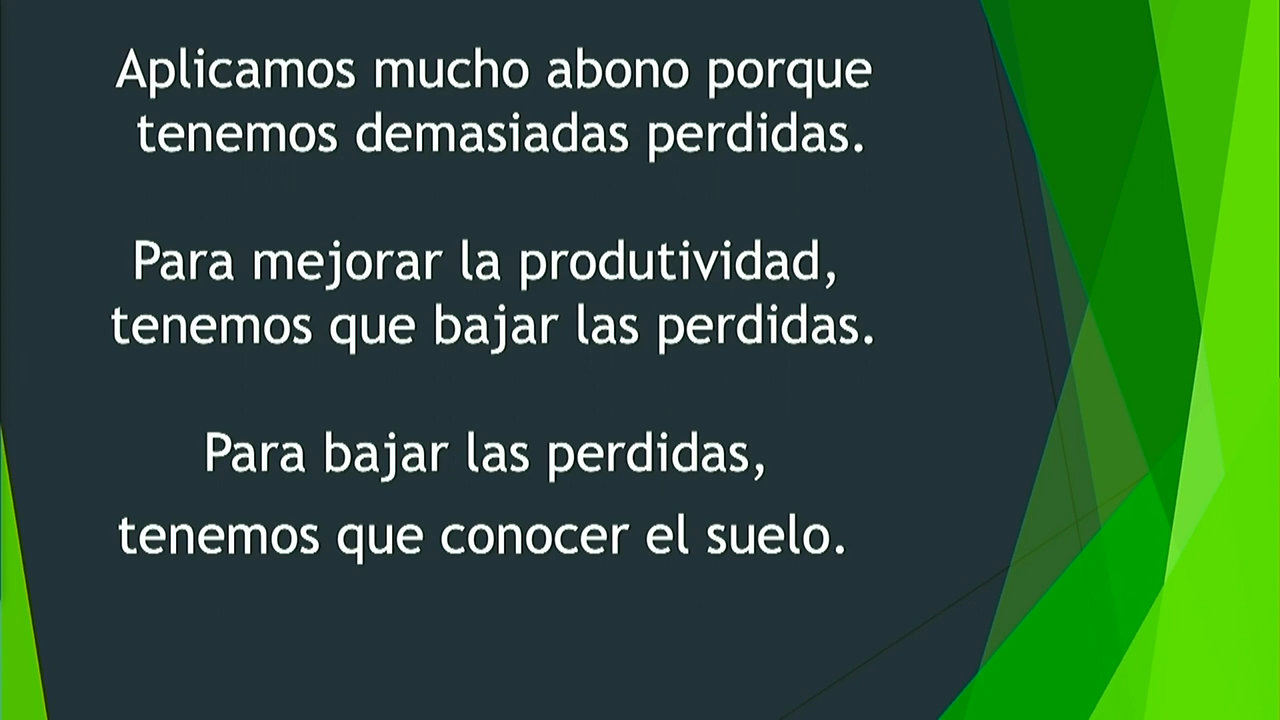 Aplicamos mucho abono porque
tenemos demasiadas perdidas.
Para mejorar la produtividad,
tenemos que bajar las perdidas.
Para bajar las perdidas,
tenemos que conocer el suelo.